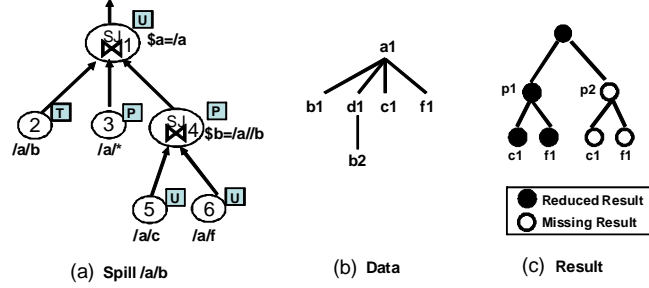 U
SJ 1 $a=/a
2 T
3 P
P
SJ 4 $b=/a//b
/a/b
/a/*
5 U
6 U
/a/c
/a/f
(a) Spill /a/b
a1
b1
d1
c1
f1
b2
(b) Data
p1
p2
c1
f1
c1
f1
Reduced Result
Missing Result
(c) Result